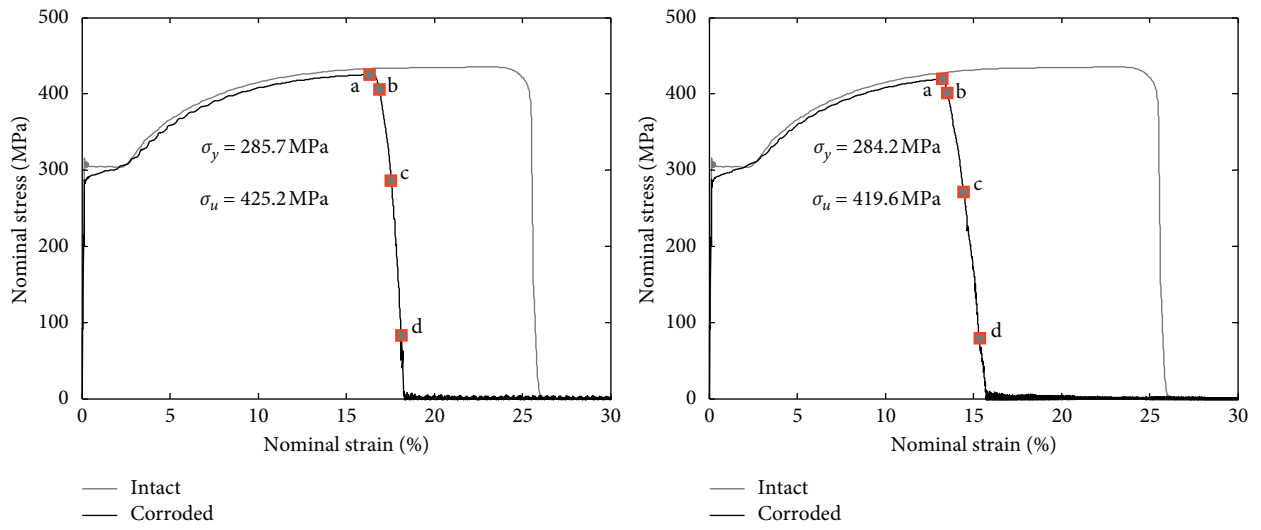 500
400
300
200
100
0
Nominal stress (MPa)
a
b
c
d
σy = 285.7 MPa
σu = 425.2 MPa
0 5 10 15 20 25 30
Nominal strain (%)
Intact
Corroded
500
400
300
200
100
0
Nominal stress (MPa)
a
b
c
d
σy = 284.2 MPa
σu = 419.6 MPa
0 5 10 15 20 25 30
Nominal strain (%)
Intact
Corroded